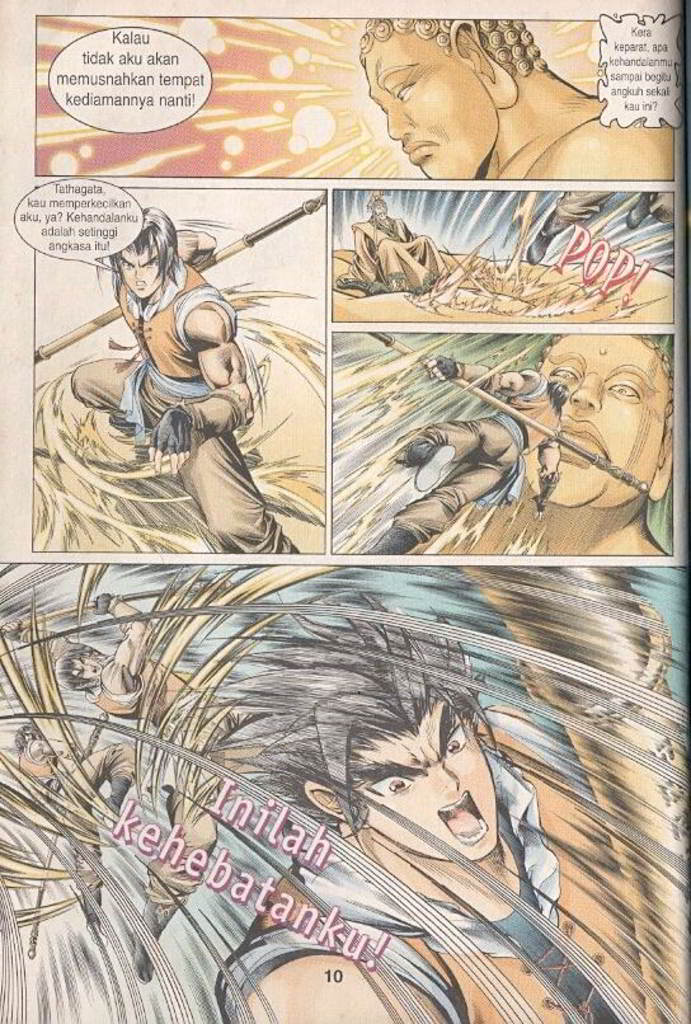 Kalau
tidak aku akan
memusnahkan tempat
kediamannya nanti!
Kera
keparat, apa
kehandalanmu
sampai begitu
angkuh sekali
kau ini?
Tathagata,
kau memperkecilkan
aku, ya? Kehandalanku
adalah setinggi
angkasa itu!
POP!
Inilah
kehebatanku!
10